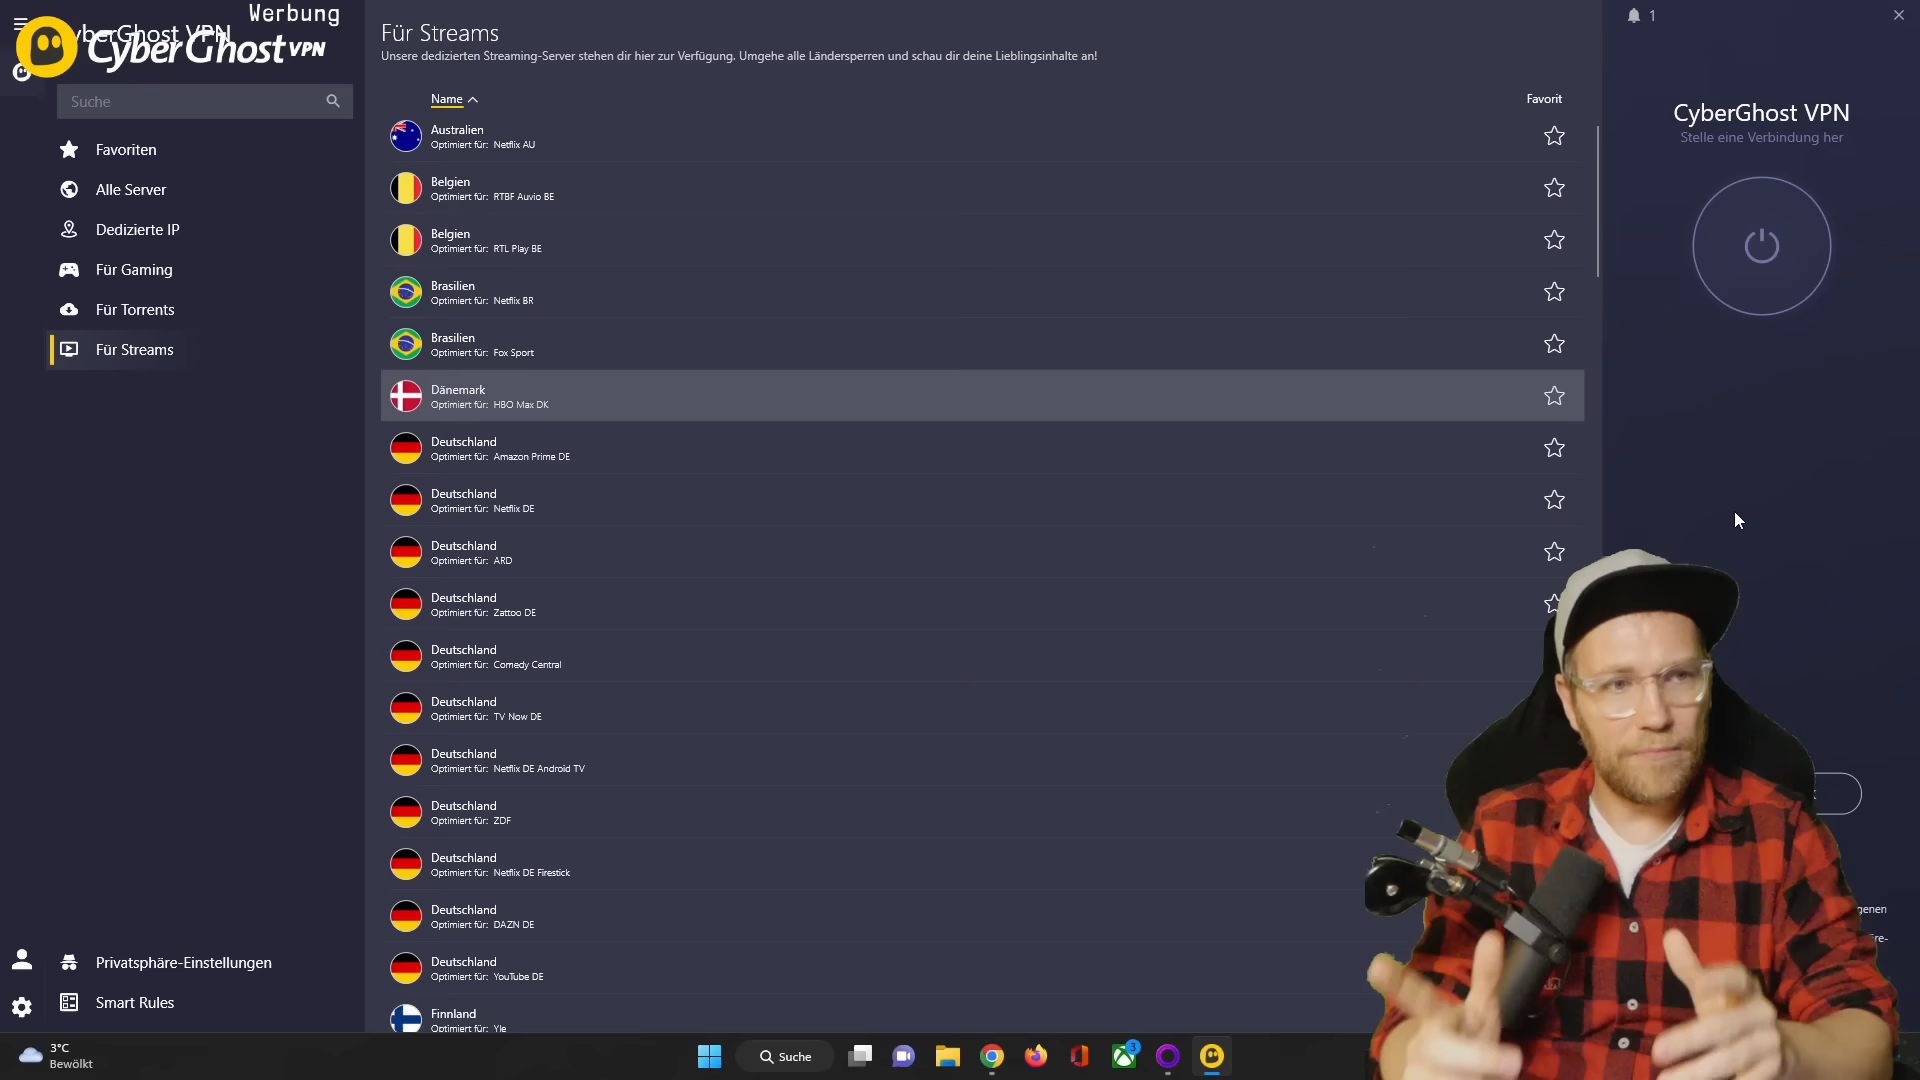 Werbung
CyberGhost VPN
CYBERGHOST VPN
Suche
Favoriten
Alle Server
Dedizierte IP
Für Gaming
Für Torrents
Für Streams
Privatsphäre-Einstellungen
Smart Rules
Für Streams
Unsere dedizierten Streaming-Server stehen dir hier zur Verfügung. Umgehe alle Ländersperren und schau dir deine Lieblingsinhalte an!
Name
Favorit
Australien
Optimiert für: Netflix AU
Belgien
Optimiert für: RTBF Auvio BE
Belgien
Optimiert für: RTL Play BE
Brasilien
Optimiert für: Netflix BR
Brasilien
Optimiert für: Fox Sport
Dänemark
Optimiert für: HBO Max DK
Deutschland
Optimiert für: Amazon Prime DE
Deutschland
Optimiert für: Netflix DE
Deutschland
Optimiert für: ARD
Deutschland
Optimiert für: Zattoo DE
Deutschland
Optimiert für: Comedy Central
Deutschland
Optimiert für: TV Now DE
Deutschland
Optimiert für: Netflix DE Android TV
Deutschland
Optimiert für: ZDF
Deutschland
Optimiert für: Netflix DE Firestick
Deutschland
Optimiert für: DAZN DE
Deutschland
Optimiert für: YouTube DE
Finnland
Optimiert für: Yle
1
CyberGhost VPN
Stelle eine Verbindung her
3°C
Bewölkt
Suche
3